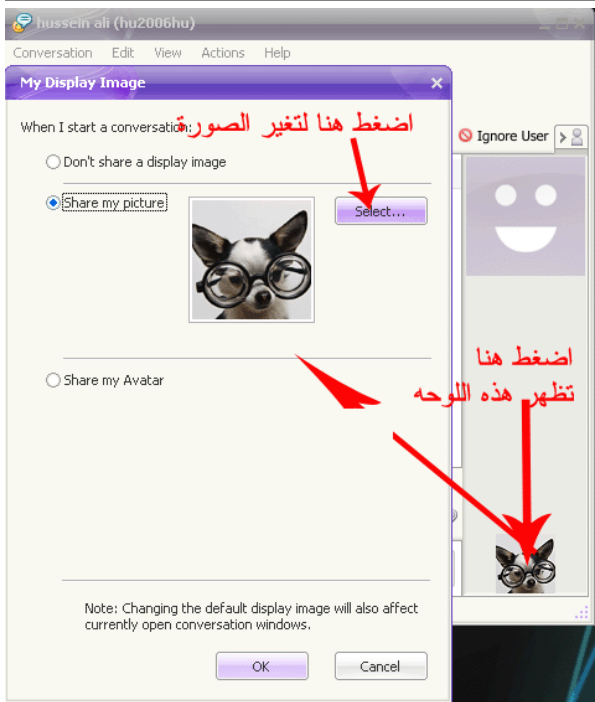 hussein ali (hu2006hu)
Conversation Edit View Actions Help
My Display Image
When I start a conversation:
اضغط هنا لتغير الصورة
Ignore User
Don't share a display image
Share my picture
Select...
اضغط هنا
تظهر هذه اللوحه
Share my Avatar
Note: Changing the default display image will also affect
currently open conversation windows.
OK Cancel